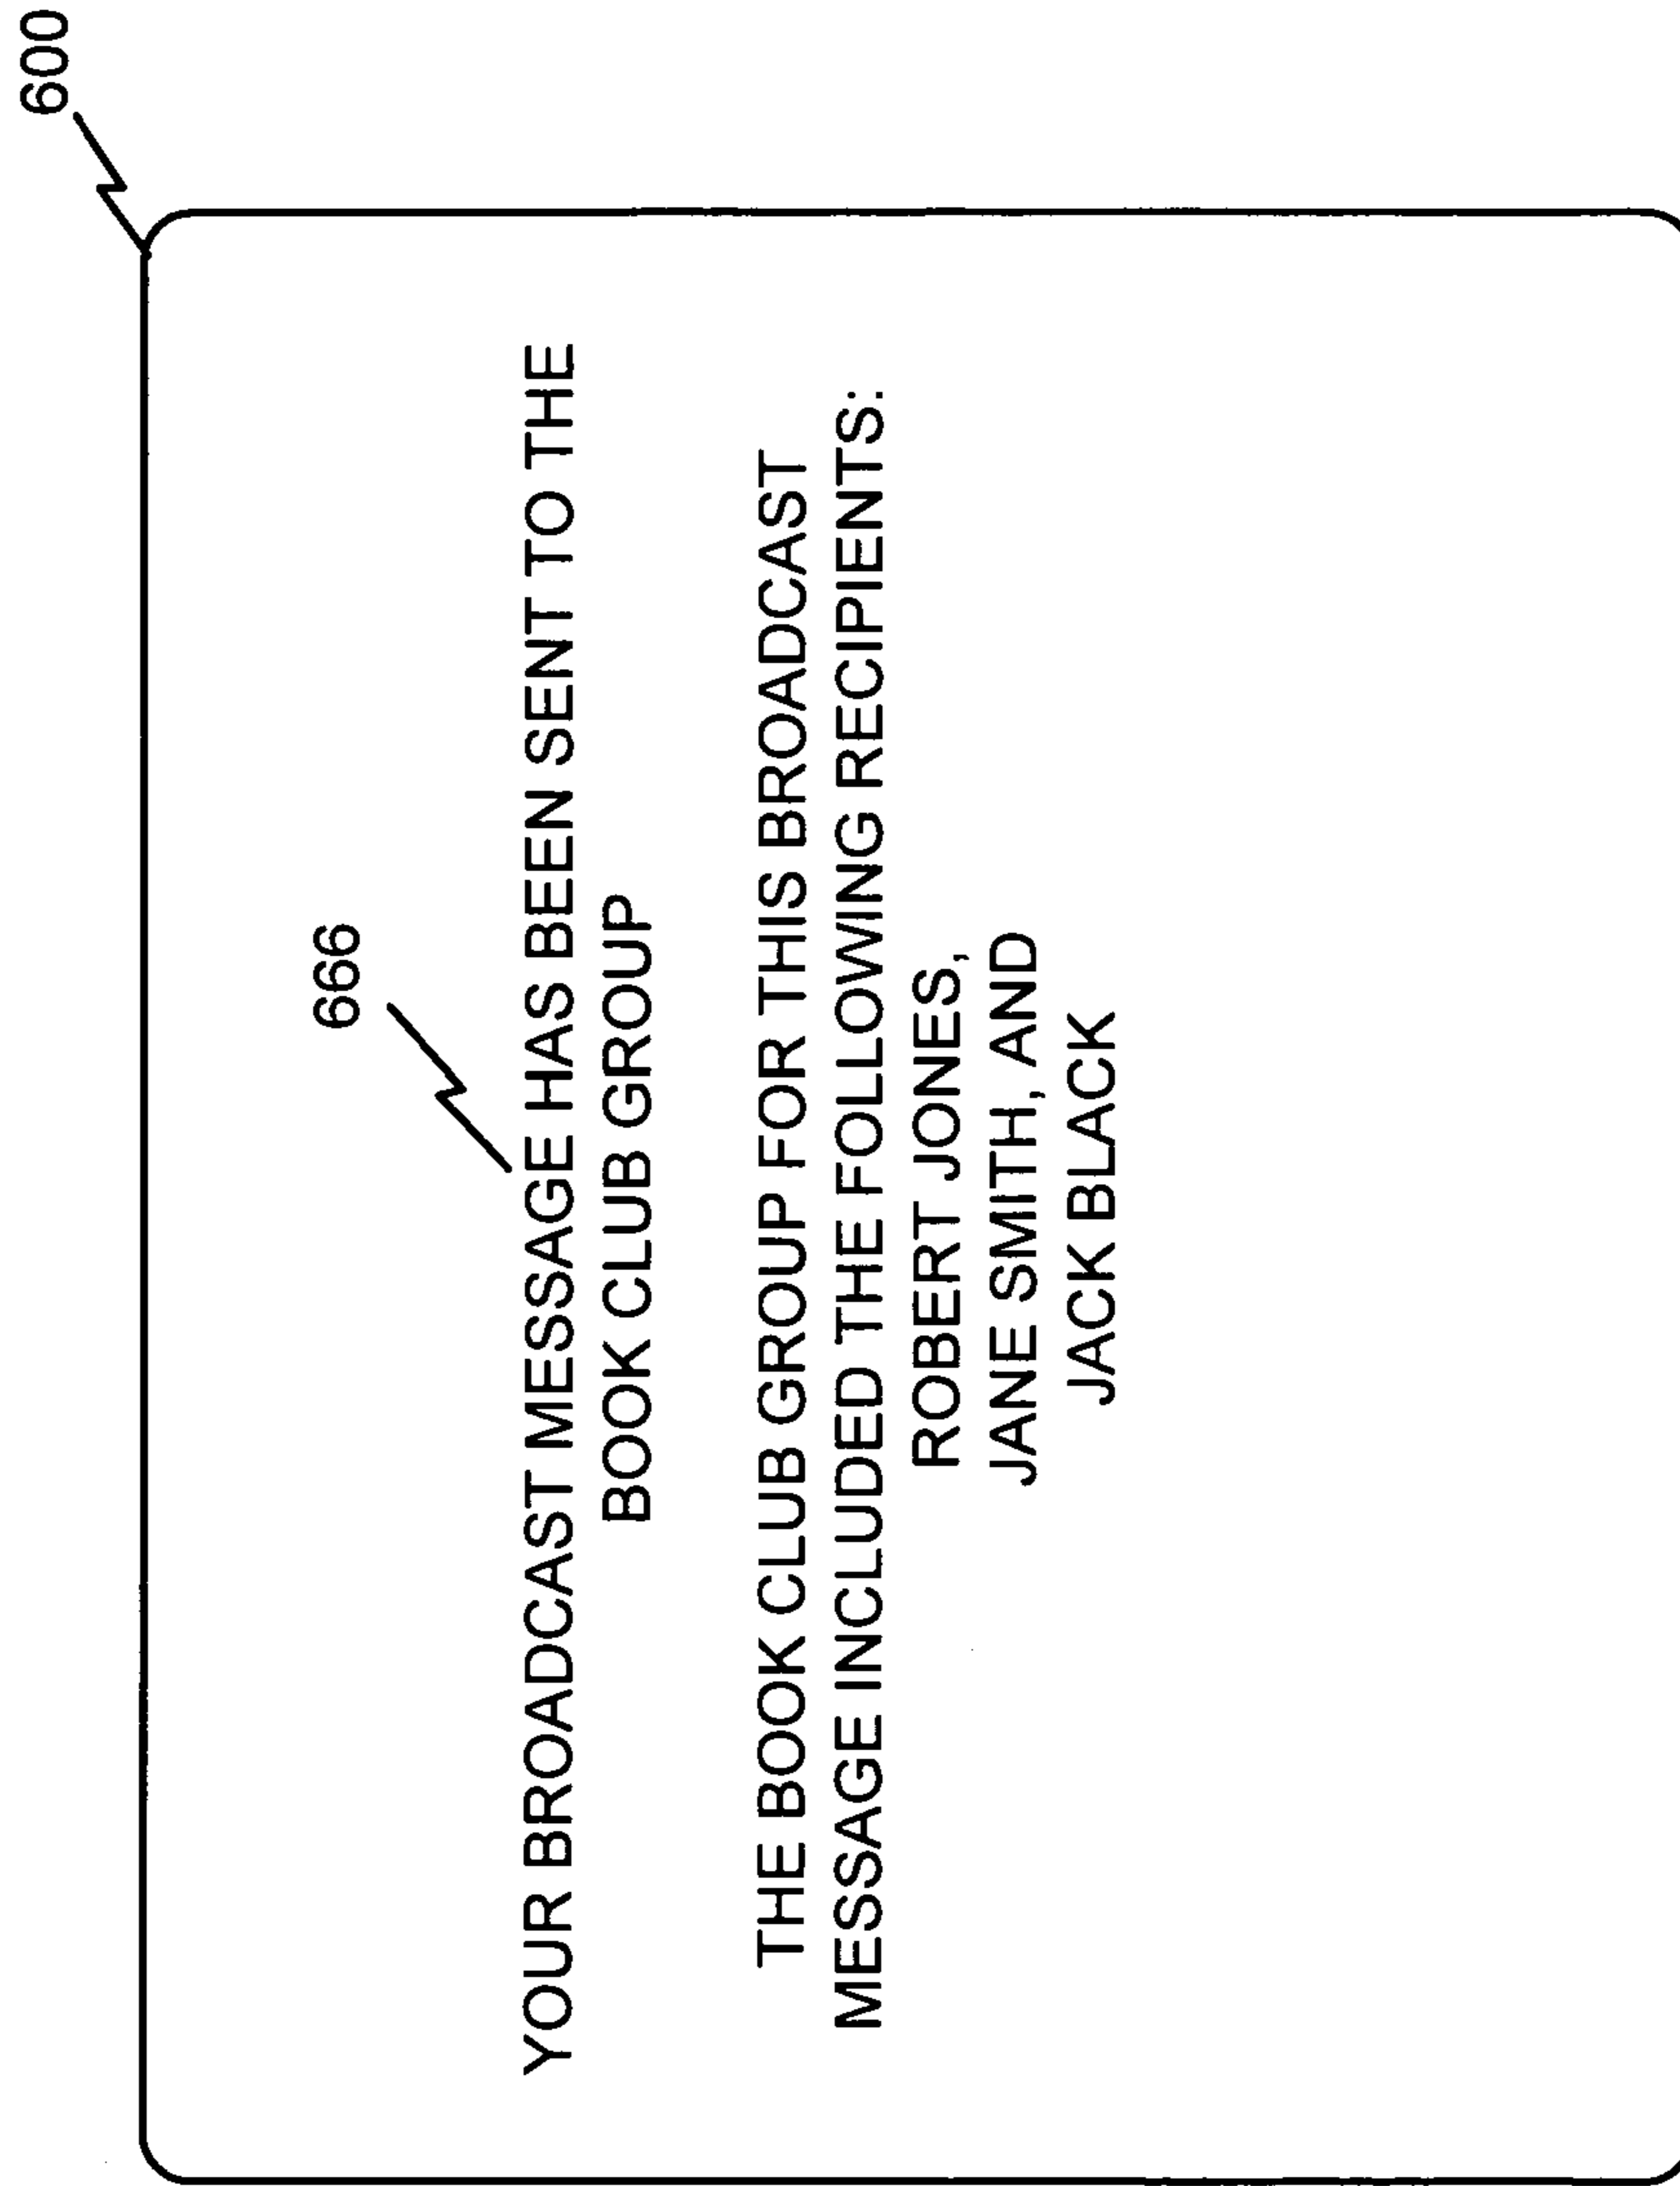 600
666
YOUR BROADCAST MESSAGE HAS BEEN SENT TO THE
BOOK CLUB GROUP
THE BOOK CLUB GROUP FOR THIS BROADCAST
MESSAGE INCLUDED THE FOLLOWING RECIPIENTS:
ROBERT JONES,
JANE SMITH, AND
JACK BLACK